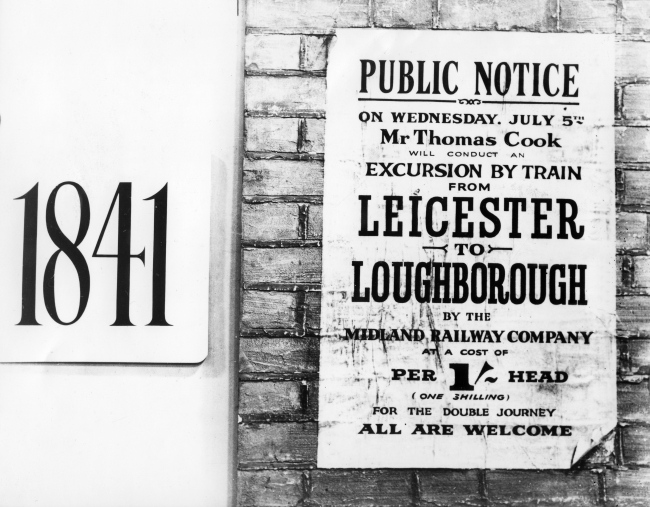 1841
PUBLIC NOTICE
ON WEDNESDAY. JULY 5TH
Mr Thomas Cook
WILL CONDUCT AN
EXCURSION BY TRAIN
FROM
LEICESTER
TO
LOUGHBOROUGH
BY THE
MIDLAND RAILWAY COMPANY
AT A COST OF
PER 1/- HEAD
(ONE SHILLING)
FOR THE DOUBLE JOURNEY
ALL ARE WELCOME